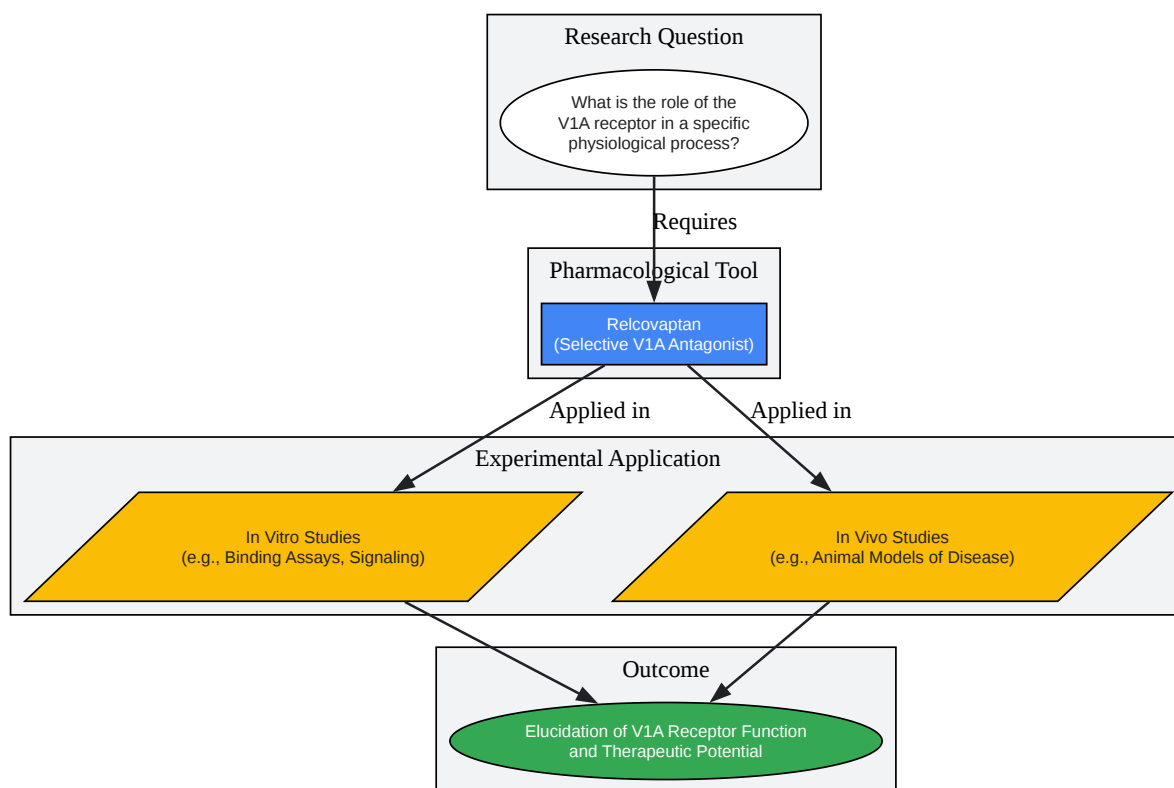 Research Question
What is the role of the
V1A receptor in a specific
physiological process?
Requires
Pharmacological Tool
Relcovaptan
(Selective V1A Antagonist)
Applied in
Applied in
Experimental Application
In Vitro Studies
(e.g., Binding Assays, Signaling)
In Vivo Studies
(e.g., Animal Models of Disease)
Outcome
Elucidation of V1A Receptor Function
and Therapeutic Potential